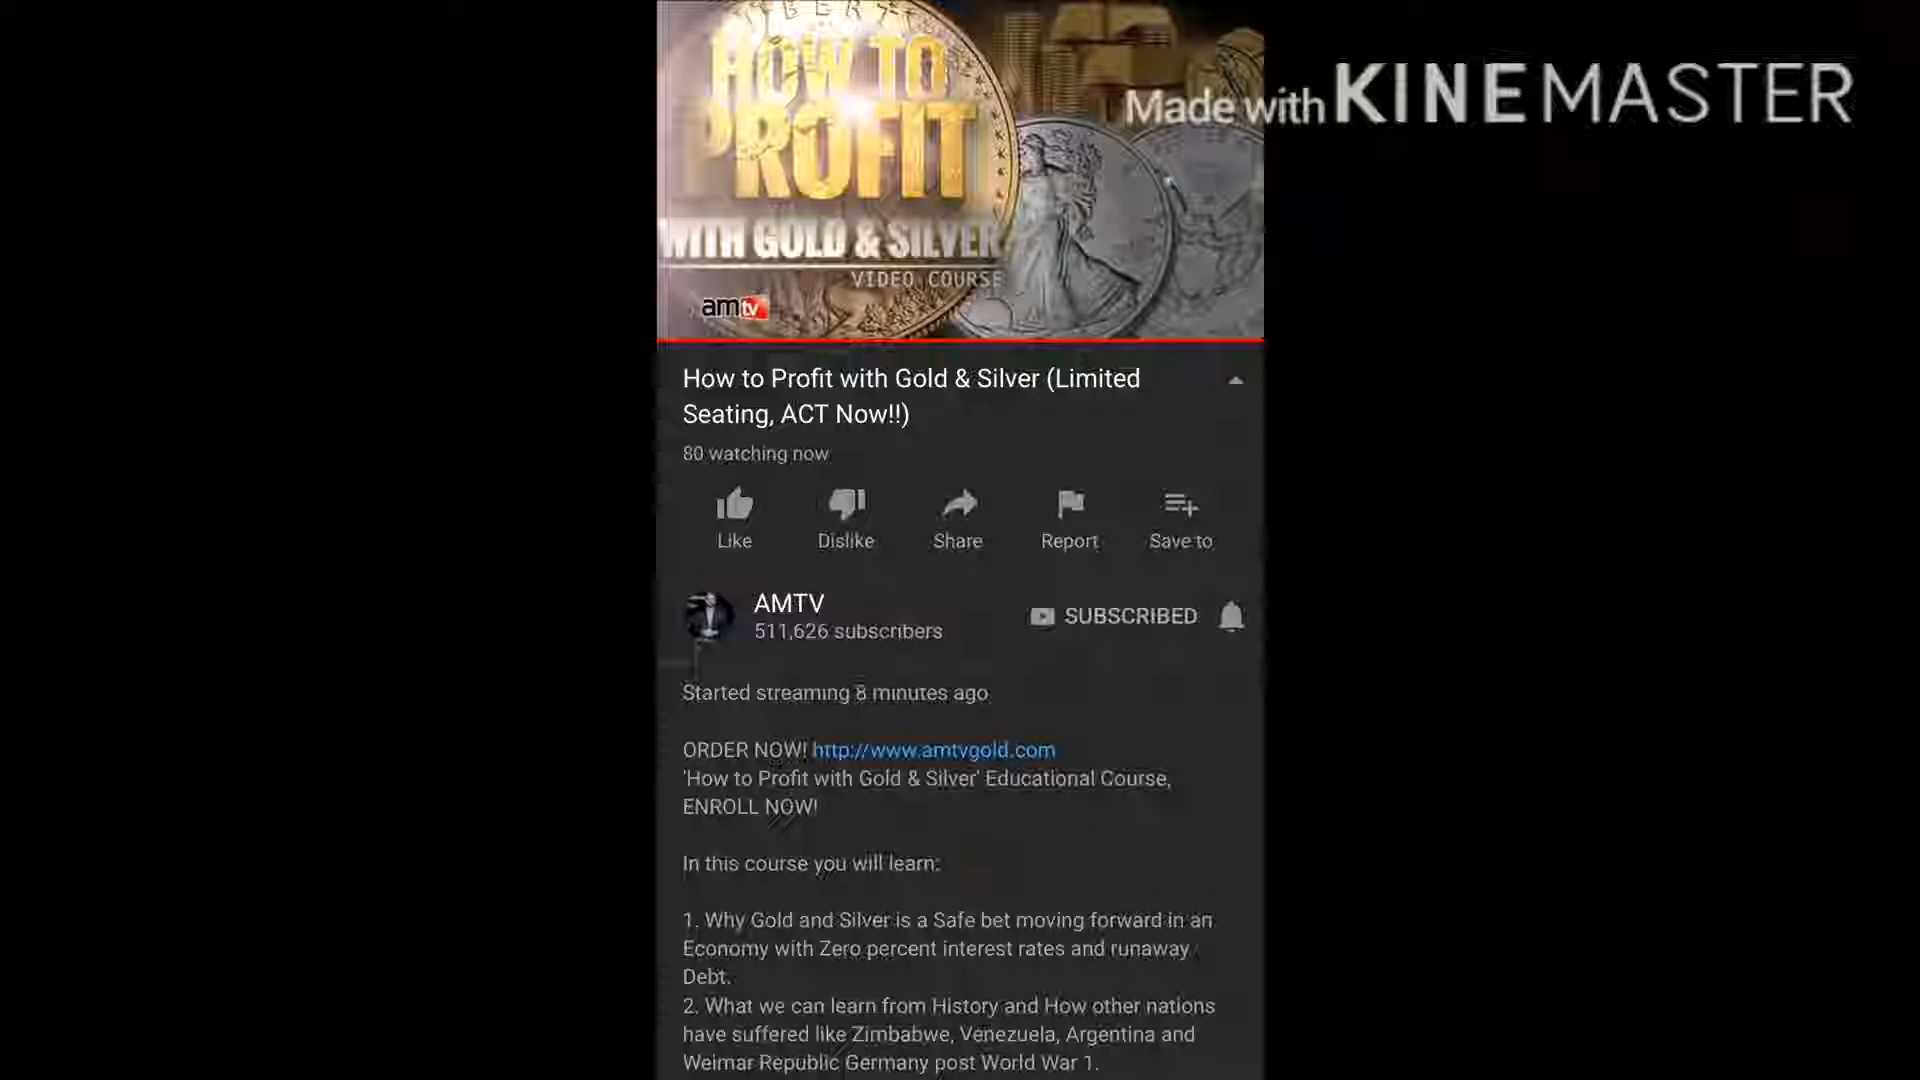 LIBERTY
HOW TO
PROFIT
WITH GOLD & SILVER
VIDEO COURSE
amtv
Made with KINEMASTER
How to Profit with Gold & Silver (Limited
Seating, ACT Now!!)
80 watching now
Like Dislike Share Report Save to
AMTV
511,626 subscribers
SUBSCRIBED
Started streaming 8 minutes ago
ORDER NOW! http://www.amtvgold.com
'How to Profit with Gold & Silver' Educational Course,
ENROLL NOW!
In this course you will learn:
1. Why Gold and Silver is a Safe bet moving forward in an
Economy with Zero percent interest rates and runaway
Debt.
2. What we can learn from History and How other nations
have suffered like Zimbabwe, Venezuela, Argentina and
Weimar Republic Germany post World War 1.